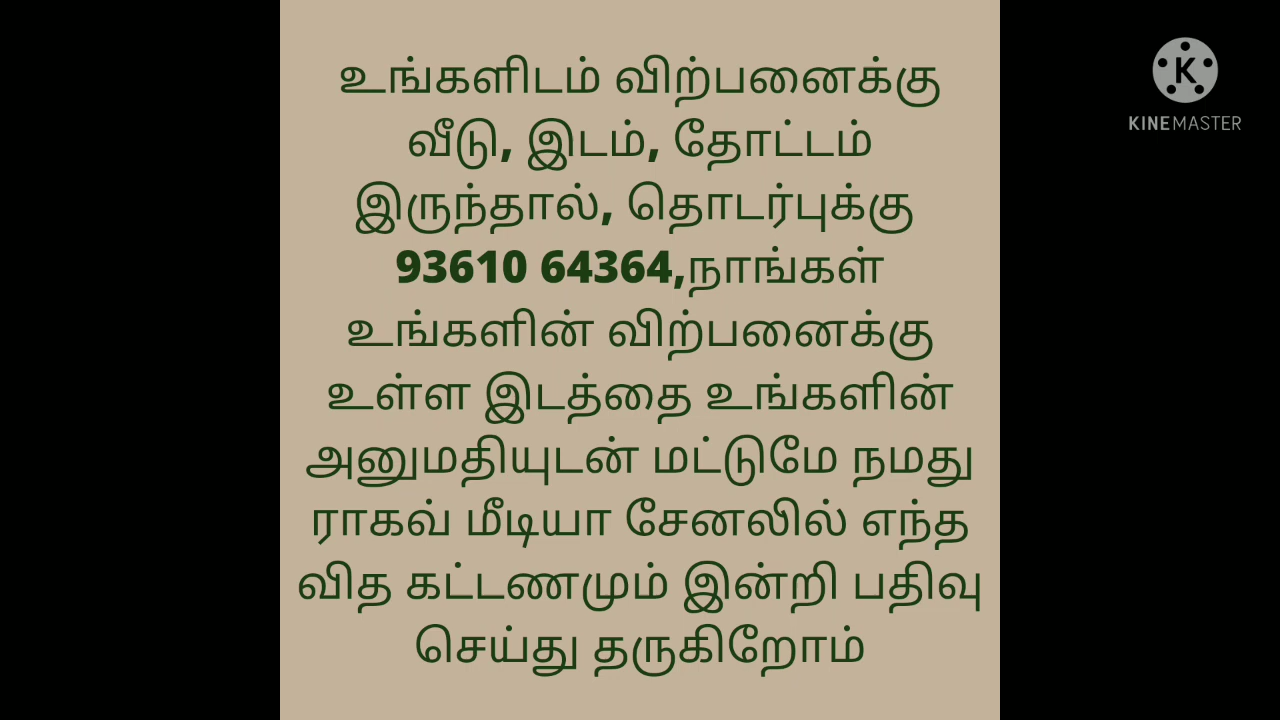 உங்களிடம் விற்பனைக்கு
வீடு, இடம், தோட்டம்
இருந்தால், தொடர்புக்கு
93610 64364,நாங்கள்
உங்களின் விற்பனைக்கு
உள்ள இடத்தை உங்களின்
அனுமதியுடன் மட்டுமே நமது
ராகவ் மீடியா சேனலில் எந்த
வித கட்டணமும் இன்றி பதிவு
செய்து தருகிறோம்
K
KINEMASTER